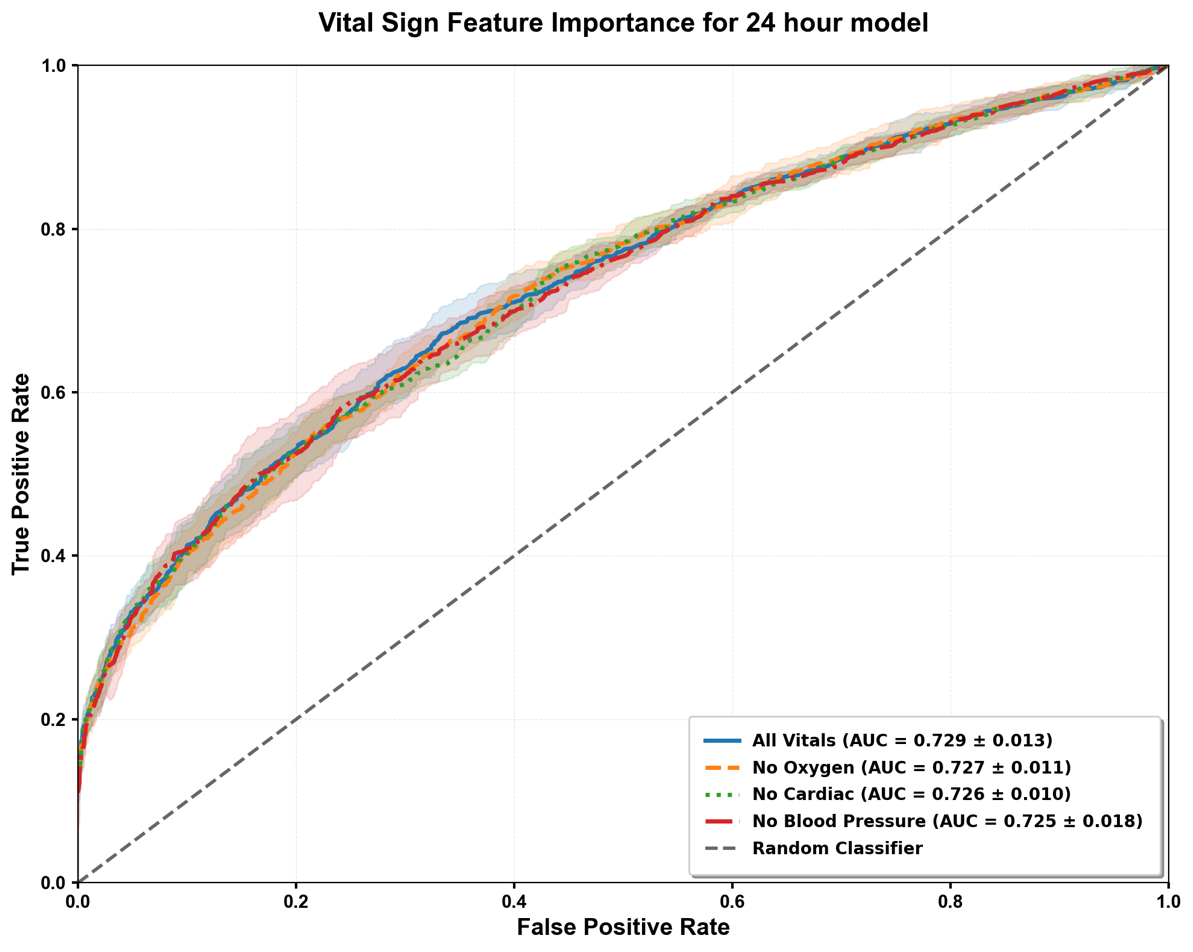 Vital Sign Feature Importance for 24 hour model
True Positive Rate
1.0
0.8
0.6
0.4
0.2
0.0
All Vitals (AUC = 0.729 ± 0.013)
No Oxygen (AUC = 0.727 ± 0.011)
No Cardiac (AUC = 0.726 ± 0.010)
No Blood Pressure (AUC = 0.725 ± 0.018)
Random Classifier
0.0 0.2 0.4 0.6 0.8 1.0
False Positive Rate